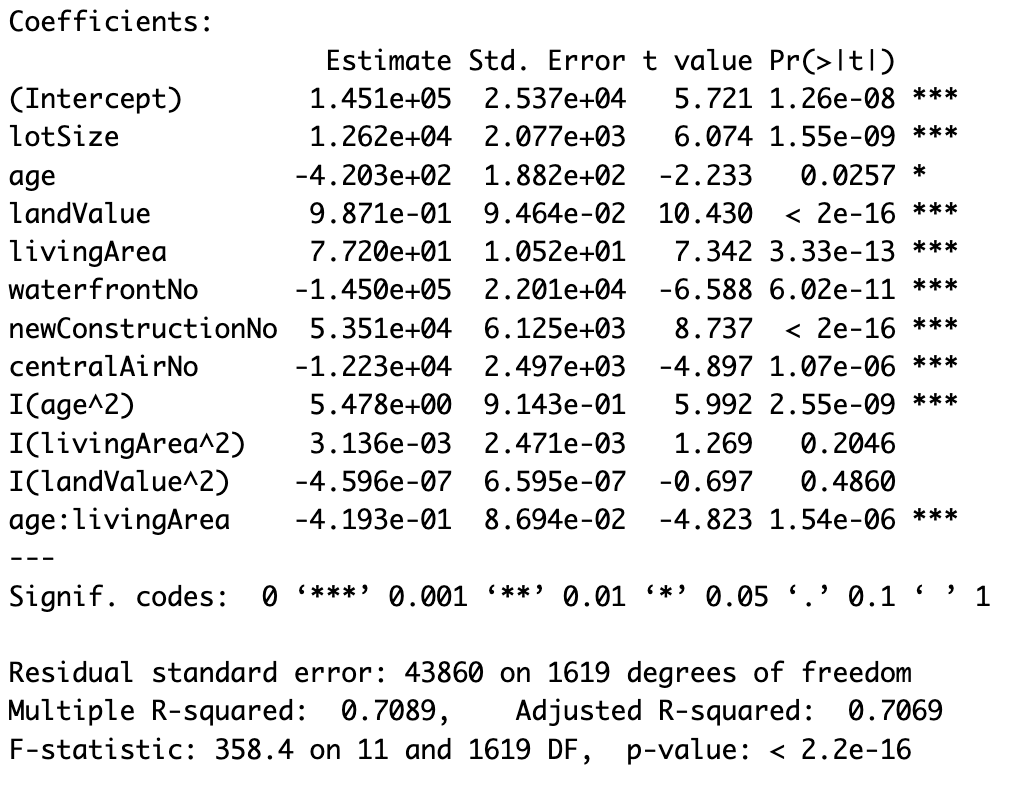 Coefficients:
                     Estimate Std. Error t value Pr(>|t|)
(Intercept)         1.451e+05  2.537e+04   5.721 1.26e-08 ***
lotSize             1.262e+04  2.077e+03   6.074 1.55e-09 ***
age                -4.203e+02  1.882e+02  -2.233   0.0257 *
landValue           9.871e-01  9.464e-02  10.430  < 2e-16 ***
livingArea          7.720e+01  1.052e+01   7.342 3.33e-13 ***
waterfrontNo       -1.450e+05  2.201e+04  -6.588 6.02e-11 ***
newConstructionNo  5.351e+04  6.125e+03   8.737  < 2e-16 ***
centralAirNo       -1.223e+04  2.497e+03  -4.897 1.07e-06 ***
I(age^2)            5.478e+00  9.143e-01   5.992 2.55e-09 ***
I(livingArea^2)     3.136e-03  2.471e-03   1.269   0.2046
I(landValue^2)     -4.596e-07  6.595e-07  -0.697   0.4860
age:livingArea     -4.193e-01  8.694e-02  -4.823 1.54e-06 ***
---
Signif. codes:  0 ‘***’ 0.001 ‘**’ 0.01 ‘*’ 0.05 ‘.’ 0.1 ‘ ’ 1

Residual standard error: 43860 on 1619 degrees of freedom
Multiple R-squared:  0.7089,    Adjusted R-squared:  0.7069
F-statistic: 358.4 on 11 and 1619 DF,  p-value: < 2.2e-16